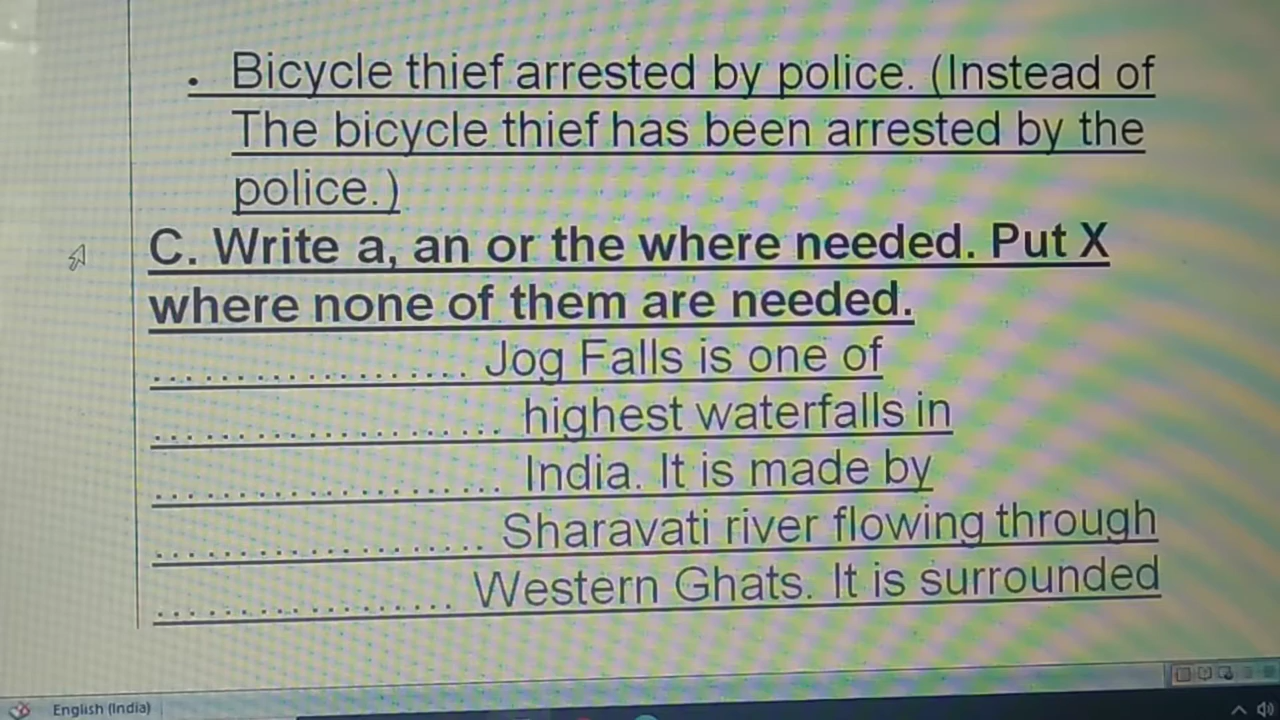 . Bicycle thief arrested by police. (Instead of
The bicycle thief has been arrested by the
police.)
C. Write a, an or the where needed. Put X
where none of them are needed.
.................... Jog Falls is one of
...................... highest waterfalls in
...................... India. It is made by
..................... Sharavati river flowing through
................... Western Ghats. It is surrounded
English (India)